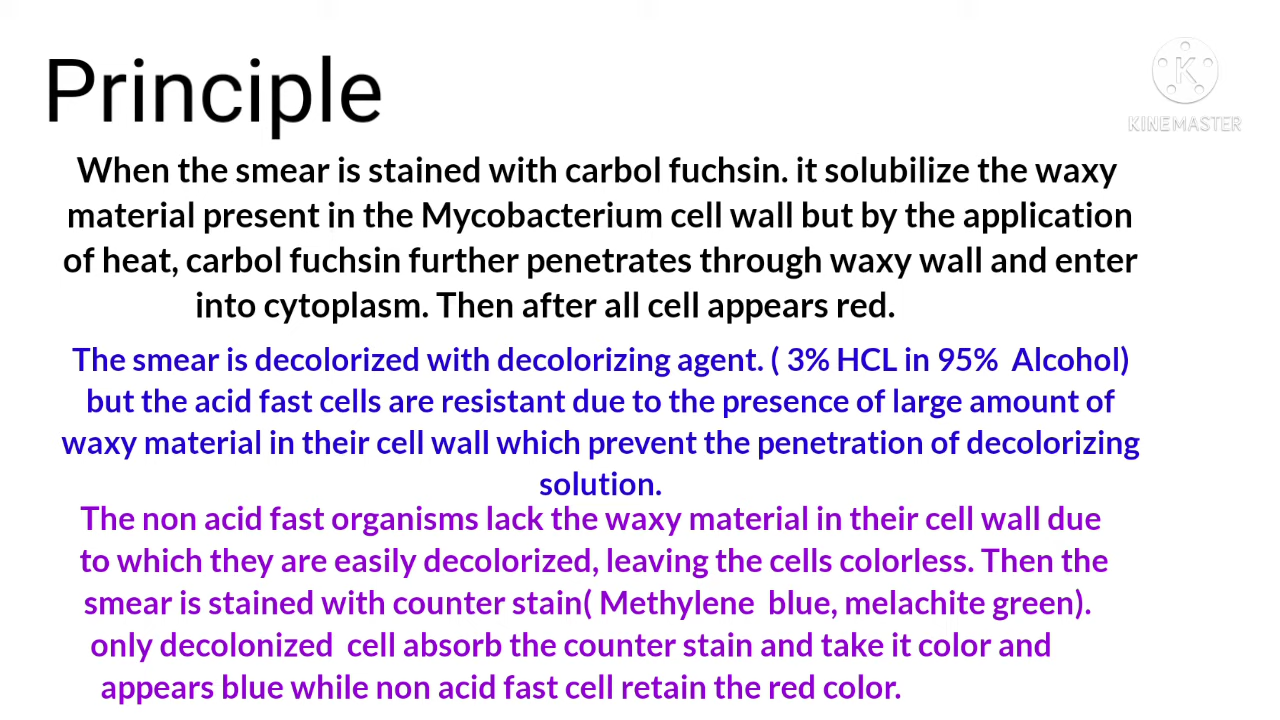 Principle
KINEMASTER
When the smear is stained with carbol fuchsin. it solubilize the waxy
material present in the Mycobacterium cell wall but by the application
of heat, carbol fuchsin further penetrates through waxy wall and enter
into cytoplasm. Then after all cell appears red.
The smear is decolorized with decolorizing agent. ( 3% HCL in 95% Alcohol)
but the acid fast cells are resistant due to the presence of large amount of
waxy material in their cell wall which prevent the penetration of decolorizing
solution.
The non acid fast organisms lack the waxy material in their cell wall due
to which they are easily decolorized, leaving the cells colorless. Then the
smear is stained with counter stain( Methylene blue, melachite green).
only decolonized cell absorb the counter stain and take it color and
appears blue while non acid fast cell retain the red color.